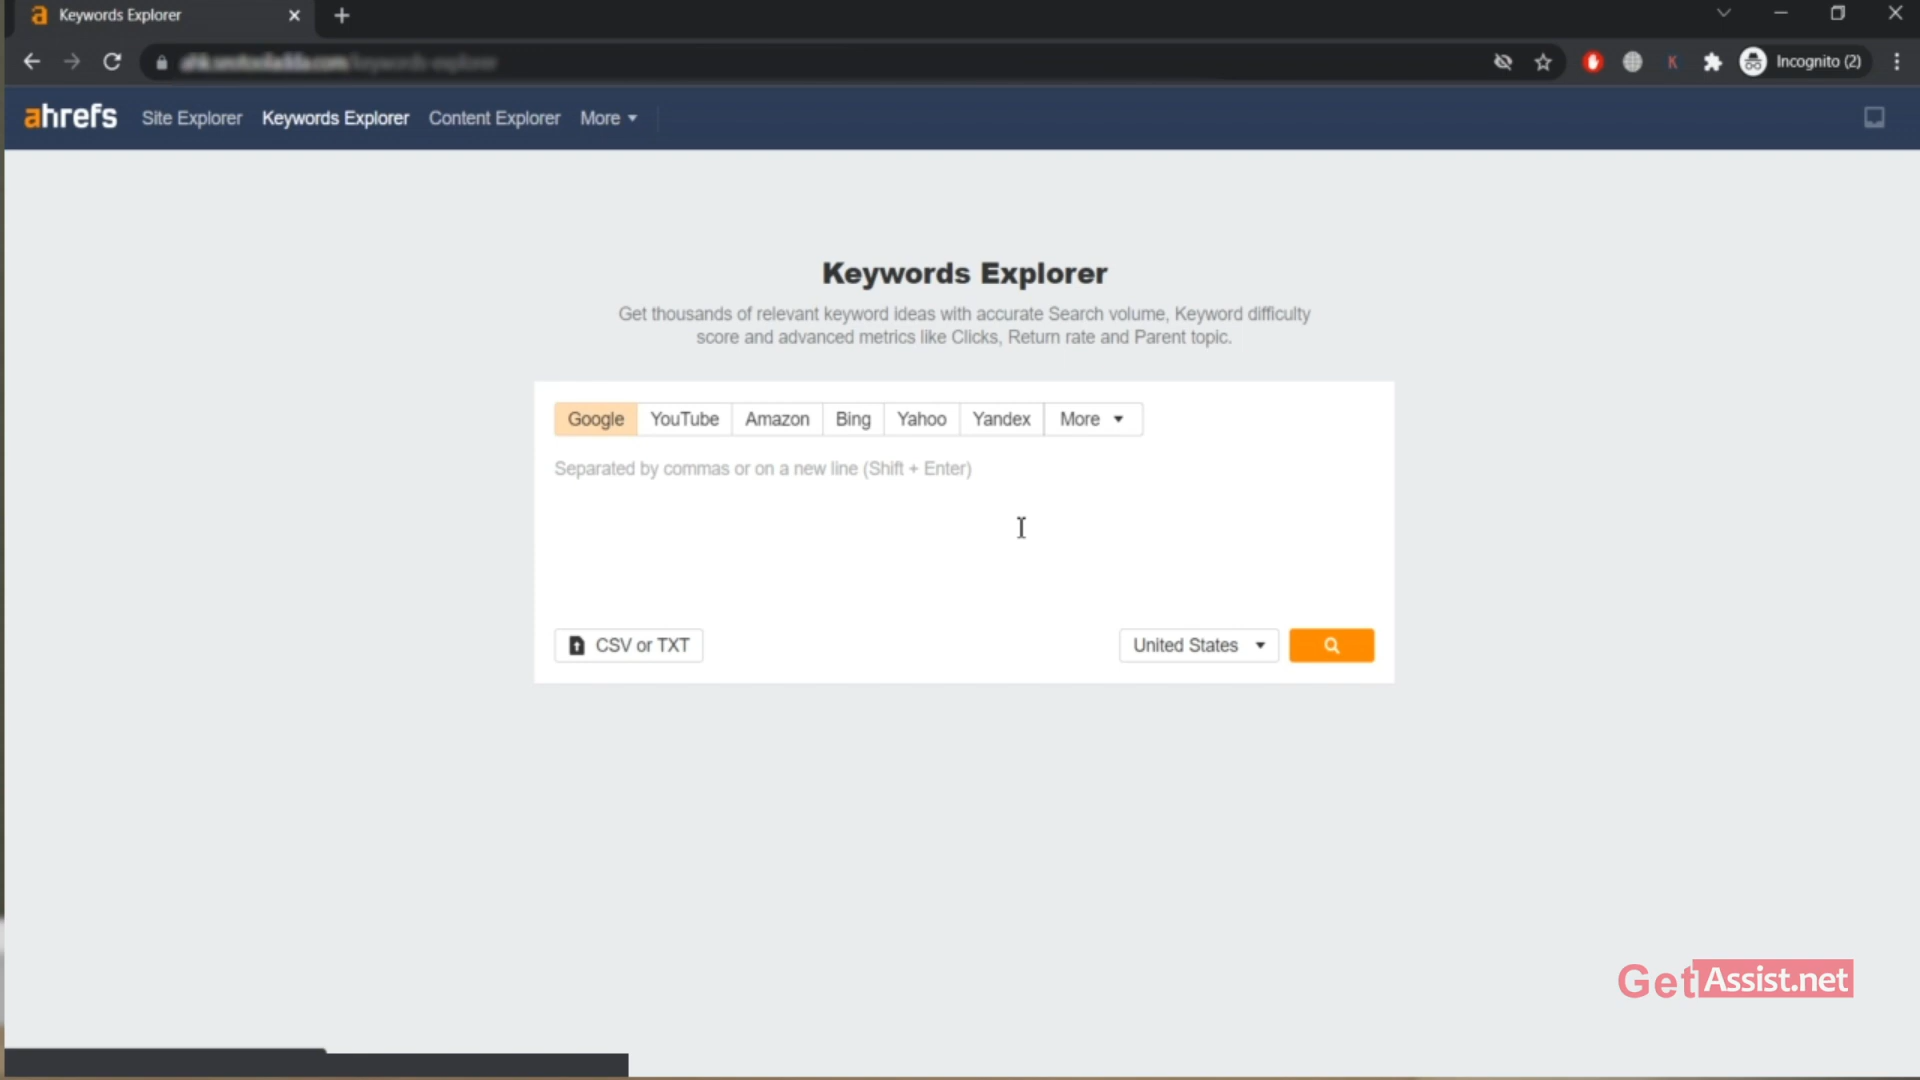 Keywords Explorer
Incognito (2)
ahrefs Site Explorer Keywords Explorer Content Explorer More
Keywords Explorer
Get thousands of relevant keyword ideas with accurate Search volume, Keyword difficulty
score and advanced metrics like Clicks, Return rate and Parent topic.
Google YouTube Amazon Bing Yahoo Yandex More
Separated by commas or on a new line (Shift + Enter)
CSV or TXT United States
GetAssist.net